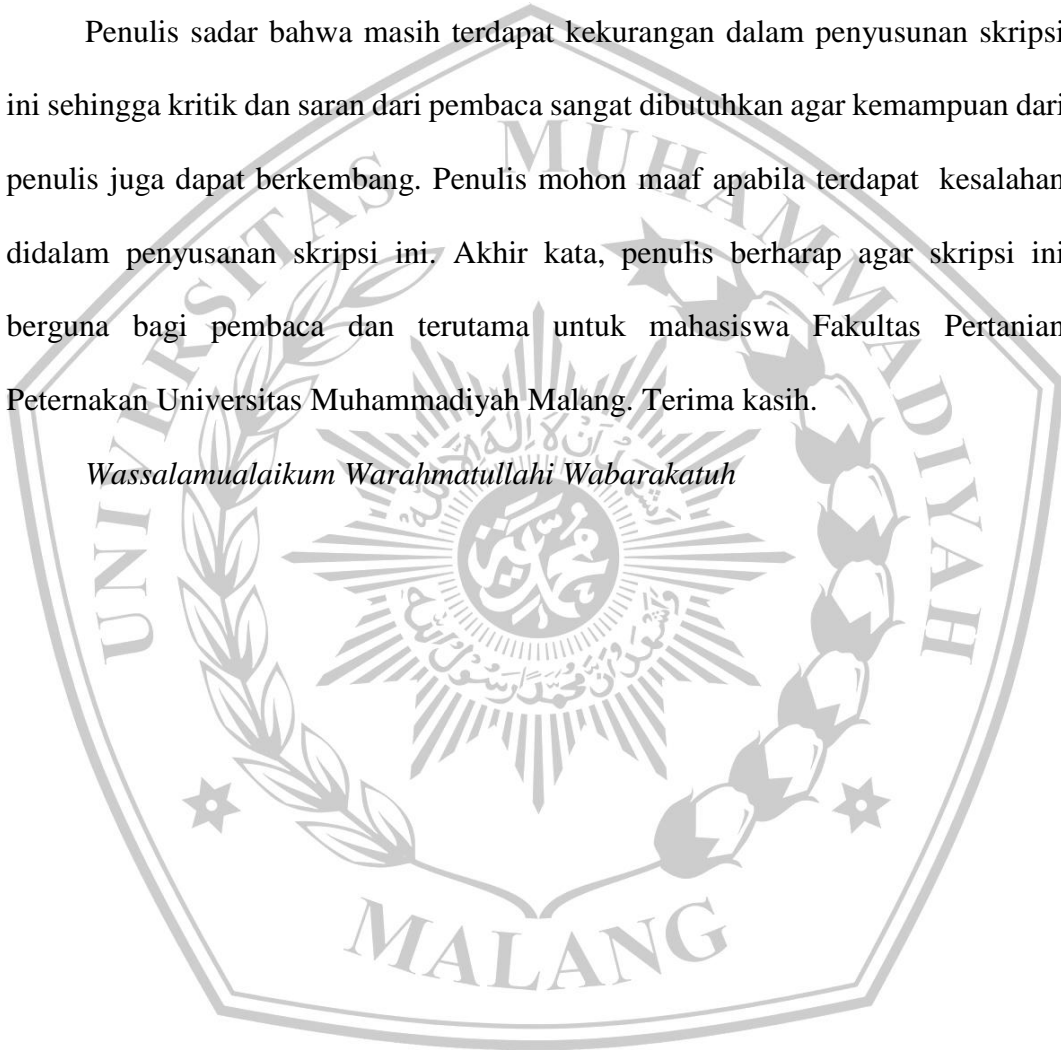 Penulis sadar bahwa masih terdapat kekurangan dalam penyusunan skripsi
ini sehingga kritik dan saran dari pembaca sangat dibutuhkan agar kemampuan dari
penulis juga dapat berkembang. Penulis mohon maaf apabila terdapat kesalahan
didalam penyusanan skripsi ini. Akhir kata, penulis berharap agar skripsi ini
berguna bagi pembaca dan terutama untuk mahasiswa Fakultas Pertanian
Peternakan Universitas Muhammadiyah Malang. Terima kasih.
Wassalamualaikum Warahmatullahi Wabarakatuh
UNIVERSITAS MUHAMMADIYAH
MALANG